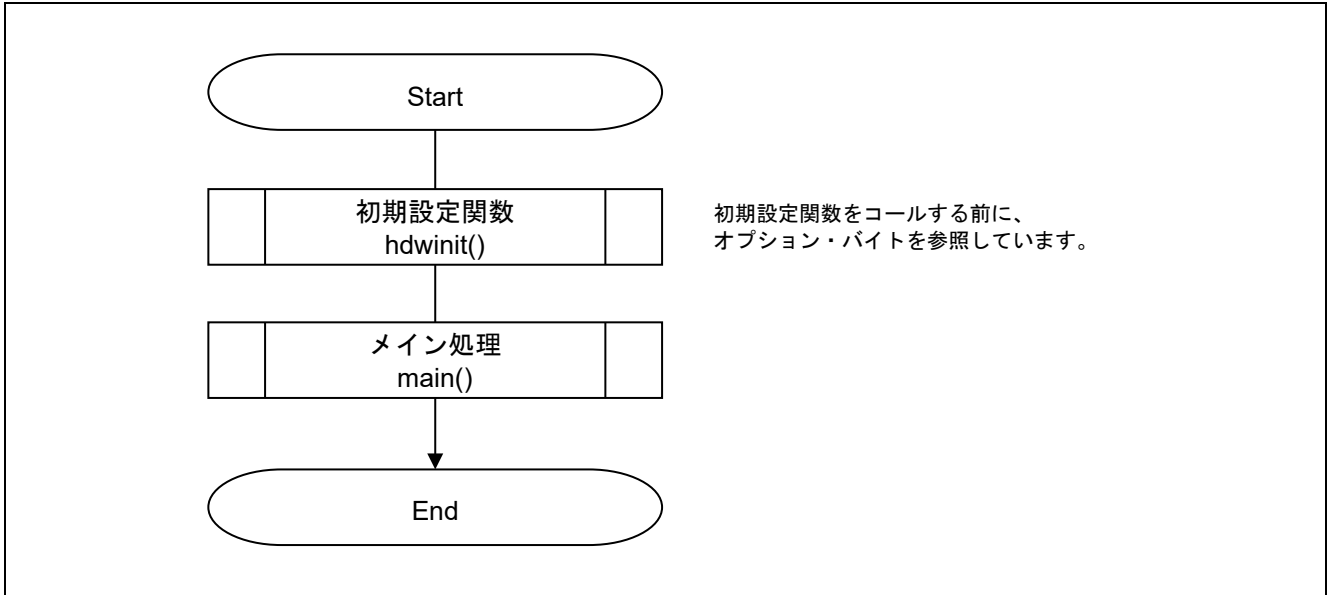 Start
初期設定関数
hdwinit()
初期設定関数をコールする前に、
オプション・バイトを参照しています。
メイン処理
main()
End